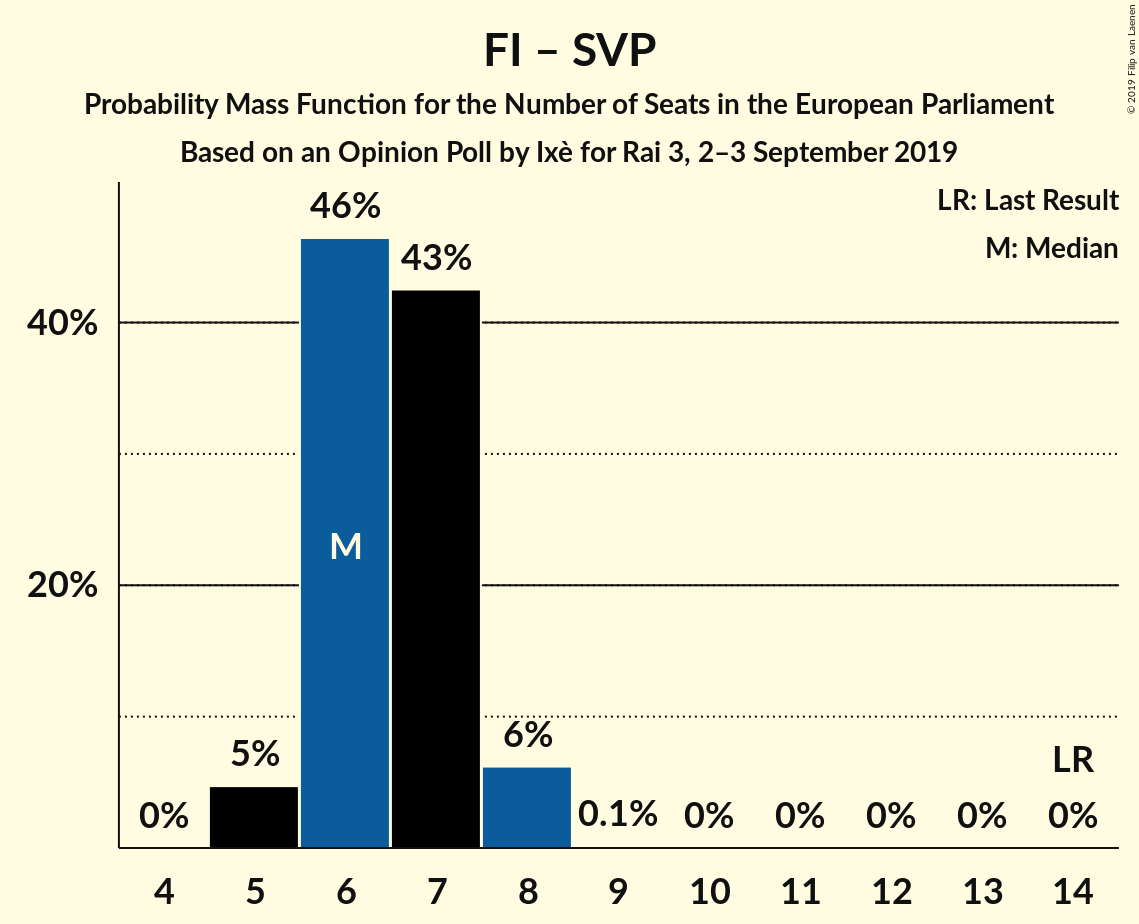 FI – SVP
Probability Mass Function for the Number of Seats in the European Parliament
Based on an Opinion Poll by Ixè for Rai 3, 2–3 September 2019
© 2019 Filip van Laenen
LR: Last Result
M: Median
46%
43%
40%
M
20%
6%
5%
LR
0%
0.1%
0%
0%
0%
0%
0%
4 5 6 7 8 9 10 11 12 13 14